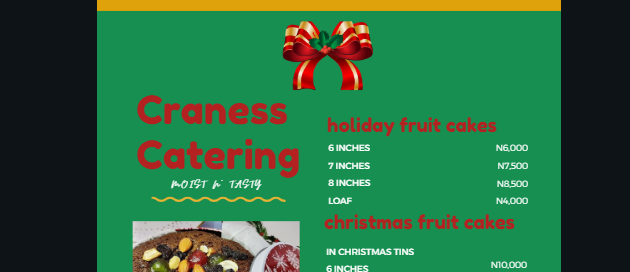 Craness
Catering
MOIST N' TASTY
holiday fruit cakes
6 INCHES N6,000
7 INCHES N7,500
8 INCHES N8,500
LOAF N4,000
christmas fruit cakes
IN CHRISTMAS TINS
6 INCHES N10,000